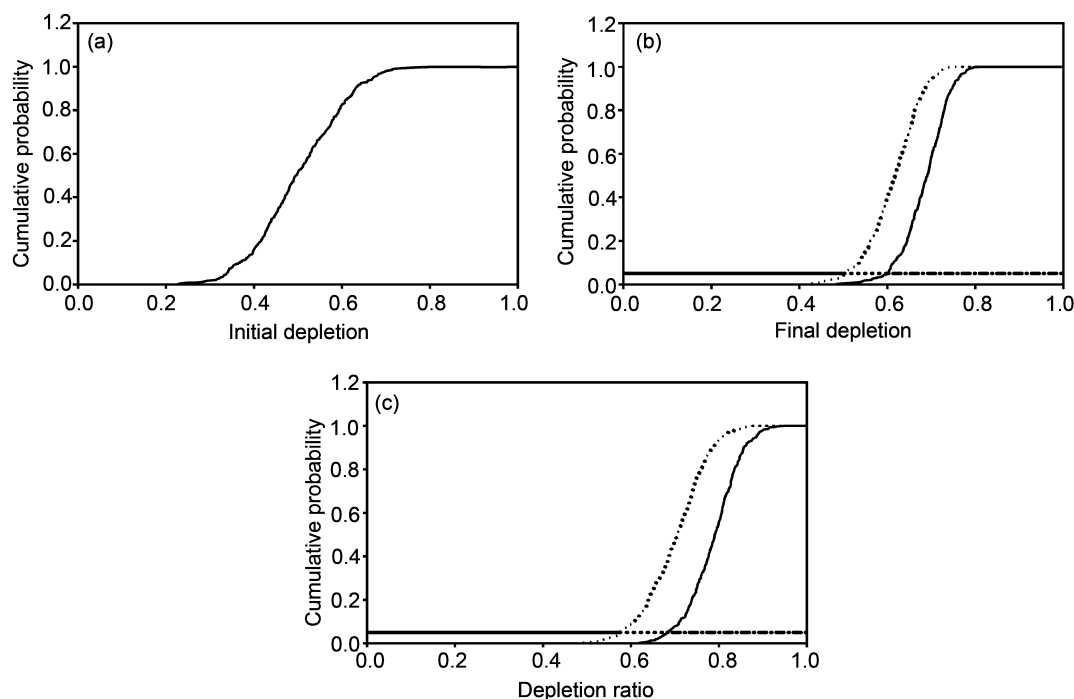 (a)
Cumulative probability
1.2
1.0
0.8
0.6
0.4
0.2
0.0
0.0 0.2 0.4 0.6 0.8 1.0
Initial depletion
(b)
Cumulative probability
1.2
1.0
0.8
0.6
0.4
0.2
0.0
0.0 0.2 0.4 0.6 0.8 1.0
Final depletion
(c)
Cumulative probability
1.2
1.0
0.8
0.6
0.4
0.2
0.0
0.0 0.2 0.4 0.6 0.8 1.0
Depletion ratio